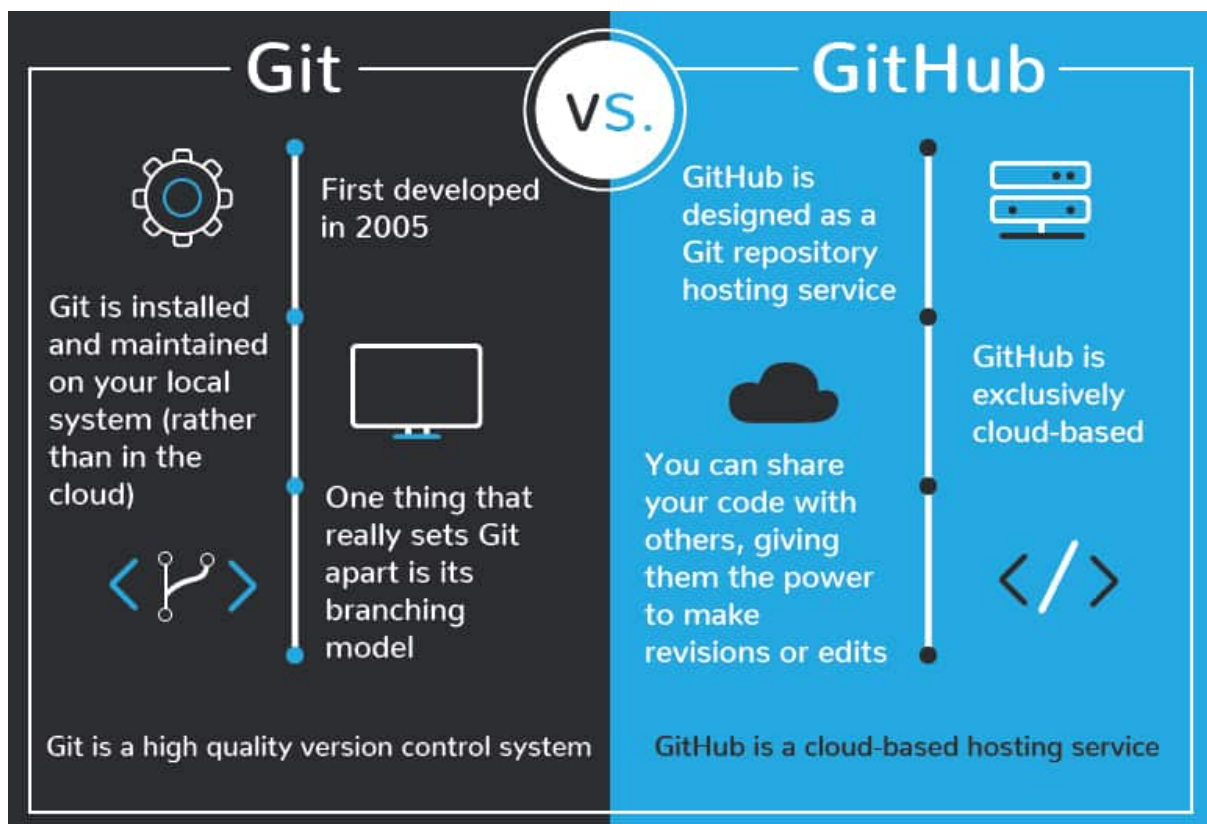 Git
vs.
GitHub
First developed
in 2005
Git is installed
and maintained
on your local
system (rather
than in the
cloud)
One thing that
really sets Git
apart is its
branching
model
Git is a high quality version control system
GitHub is
designed as a
Git repository
hosting service
GitHub is
exclusively
cloud-based
You can share
your code with
others, giving
them the power
to make
revisions or edits
GitHub is a cloud-based hosting service